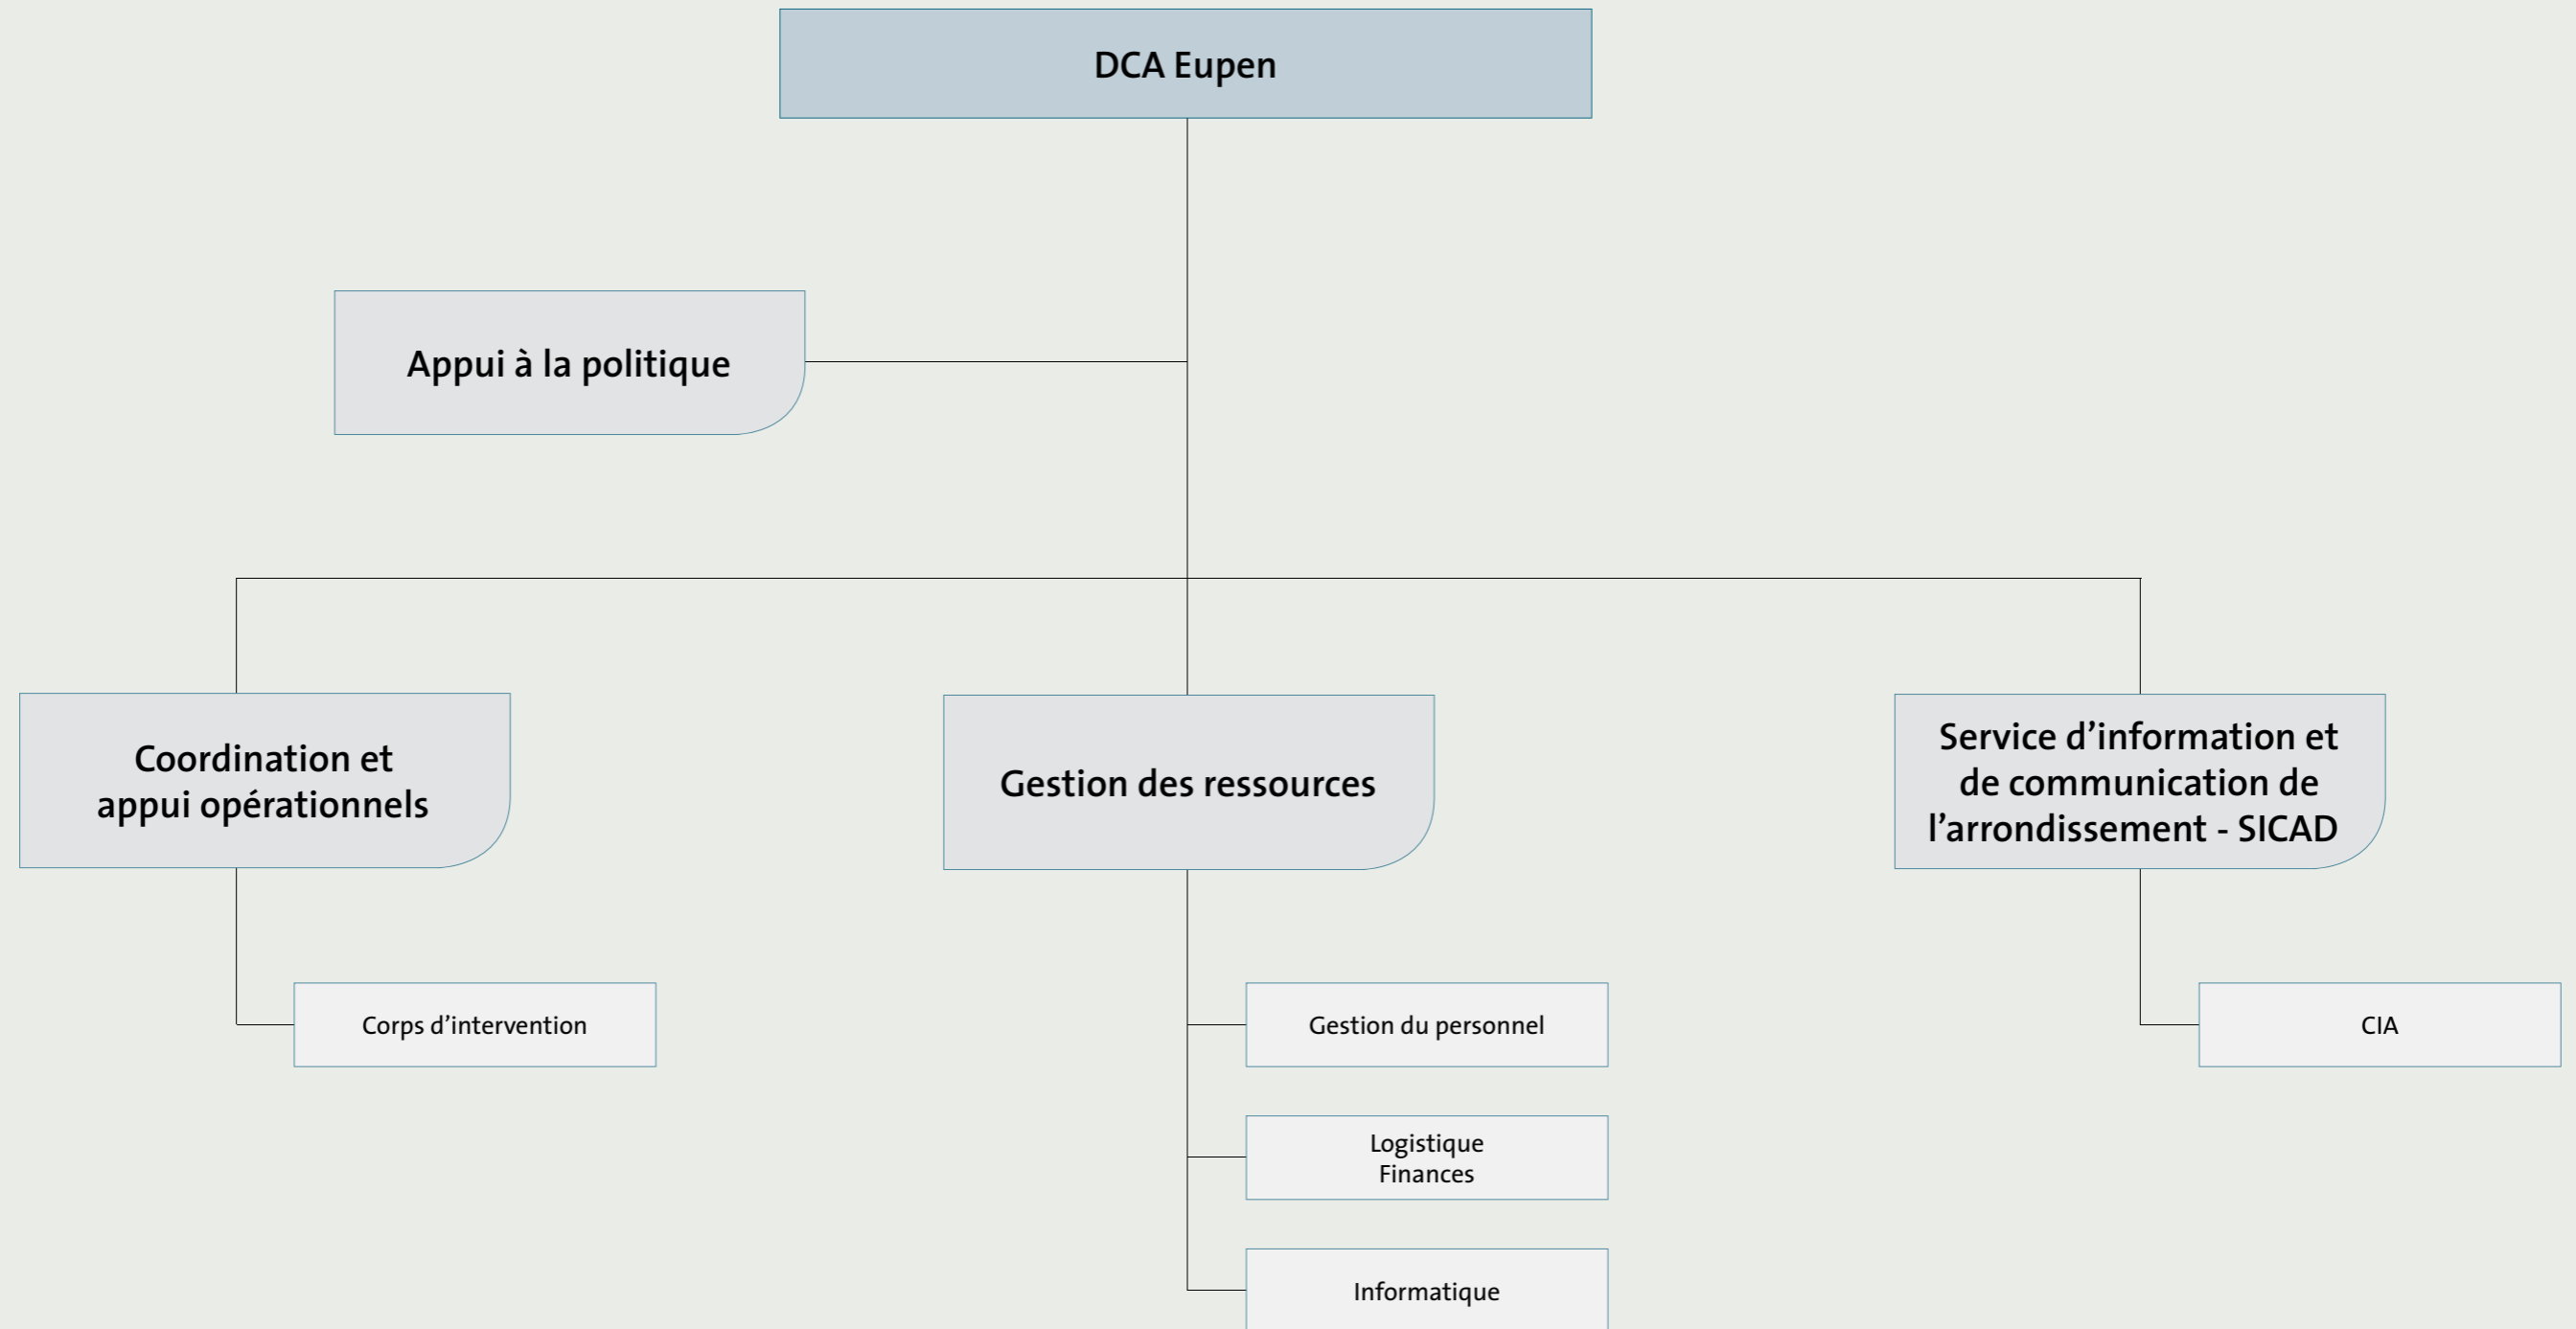 DCA Eupen
Appui à la politique
Coordination et
appui opérationnels
Corps d’intervention
Gestion des ressources
Gestion du personnel
Logistique
Finances
Informatique
Service d’information et
de communication de
l’arrondissement - SICAD
CIA